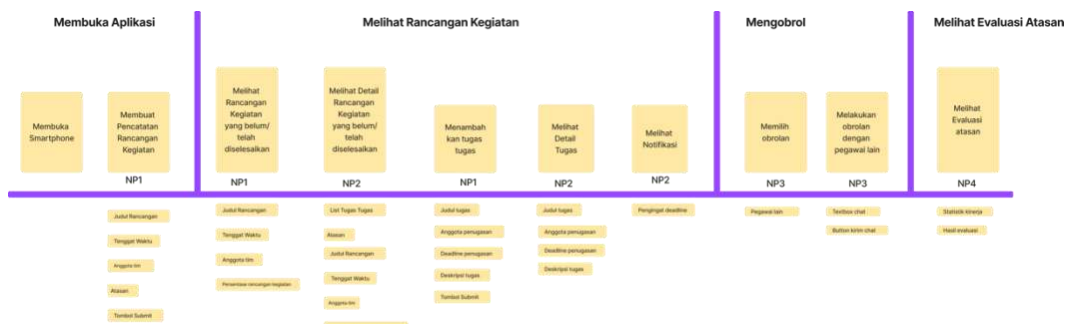 Membuka Aplikasi
Melihat Rancangan Kegiatan
Mengobrol
Melihat Evaluasi Atasan
Membuka
Smartphone
Membuat
Pencatatan
Rancangan
Kegiatan
Melihat
Rancangan
Kegiatan
yang belum/
telah
diselesaikan
Melihat Detail
Rancangan
Kegiatan
yang belum/
telah
diselesaikan
Menambah
kan tugas
tugas
Melihat
Detail
Tugas
Melihat
Notifikasi
Memilih
obrolan
Melakukan
obrolan
dengan
pegawai lain
Melihat
Evaluasi
atasan
NP1
NP1
NP2
NP1
NP2
NP2
NP3
NP3
NP4
Judul Rancangan
Tenggat Waktu
Anggota tim
Atasan
Tombol Submit
Judul Rancangan
Tenggat Waktu
Anggota tim
Persentase rancangan kegiatan
List Tugas Tugas
Atasan
Judul Rancangan
Tenggat Waktu
Anggota tim
Judul tugas
Anggota penugasan
Deadline penugasan
Deskripsi tugas
Tombol Submit
Judul tugas
Anggota penugasan
Deadline penugasan
Deskripsi tugas
Pengingat deadline
Pegawai lain
Textbox chat
Button kirim chat
Statistik kinerja
Hasil evaluasi